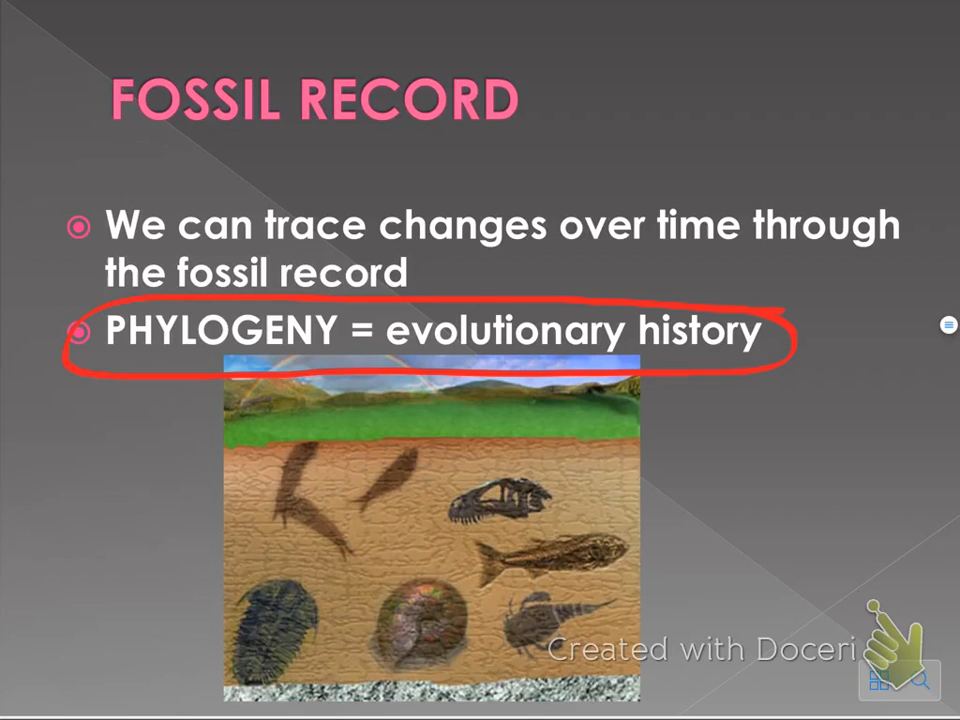 FOSSIL RECORD
We can trace changes over time through
the fossil record
PHYLOGENY = evolutionary history
Created with Doceri